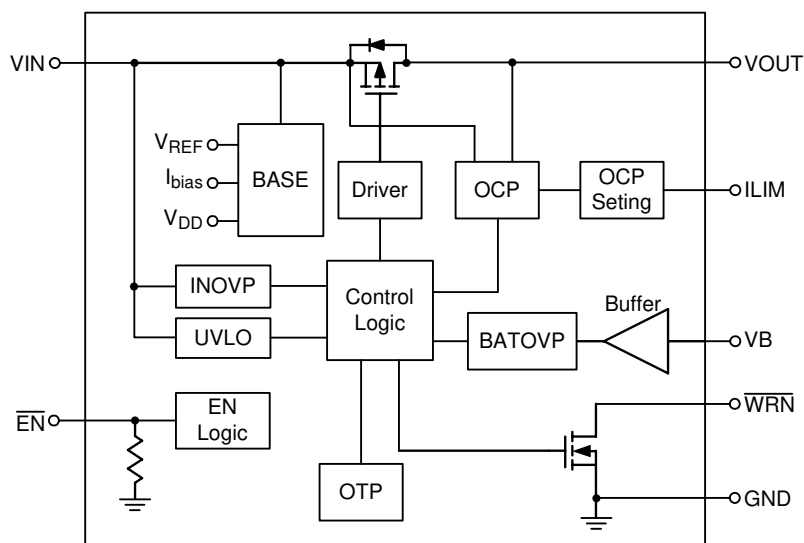 VIN
VOUT
VREF
Ibias
VDD
BASE
Driver
OCP
OCP
Seting
ILIM
INOVP
UVLO
Control
Logic
Buffer
BATOVP
VB
EN
EN
Logic
OTP
WRN
GND